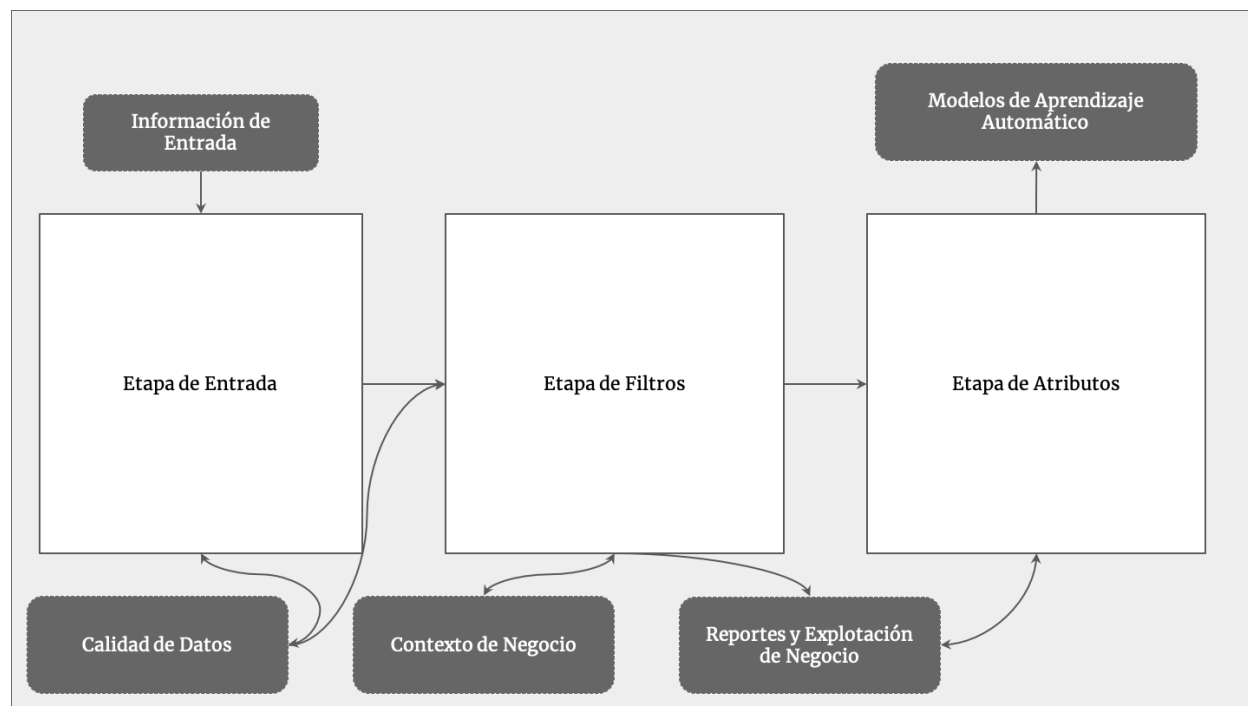 Modelos de Aprendizaje
Automático
Información de
Entrada
Etapa de Entrada
Etapa de Filtros
Etapa de Atributos
Calidad de Datos
Contexto de Negocio
Reportes y Explotación
de Negocio